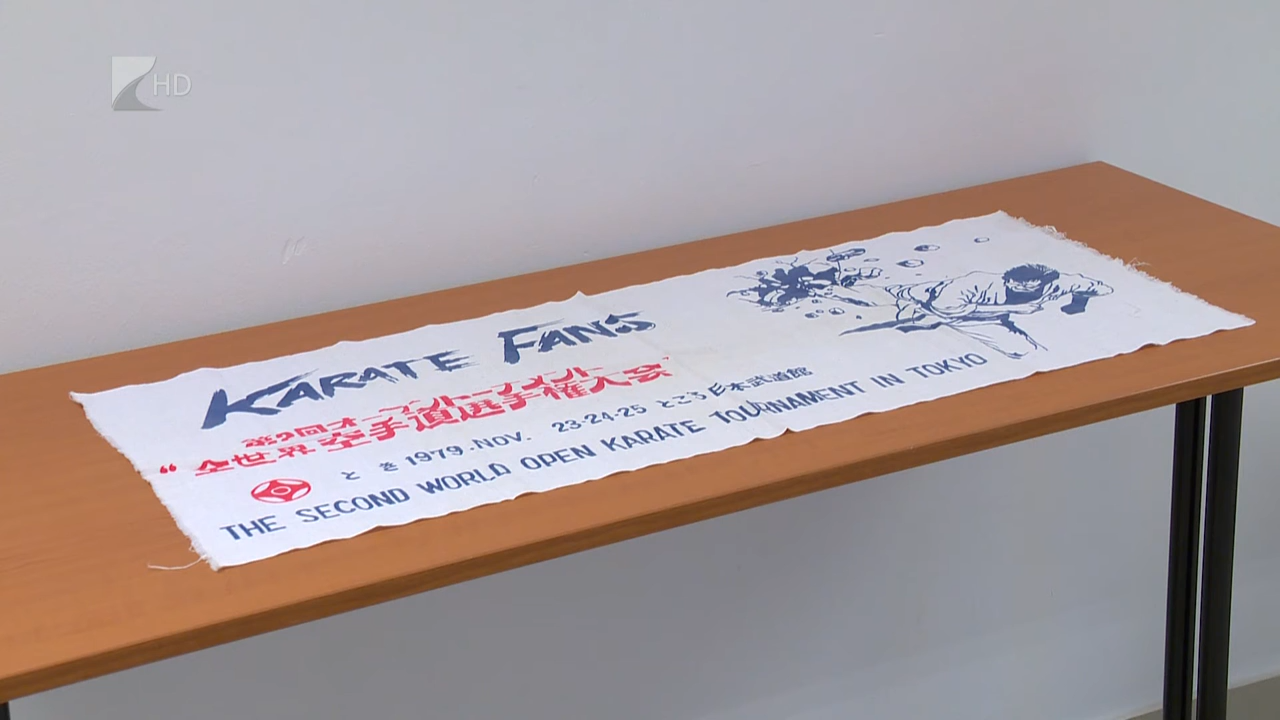 HD
KARATE FANS
第2回オープントーナメント
“全世界空手道選手権大会”
とき 1979.NOV. 23-24-25 ところ 日本武道館
THE SECOND WORLD OPEN KARATE TOURNAMENT IN TOKYO